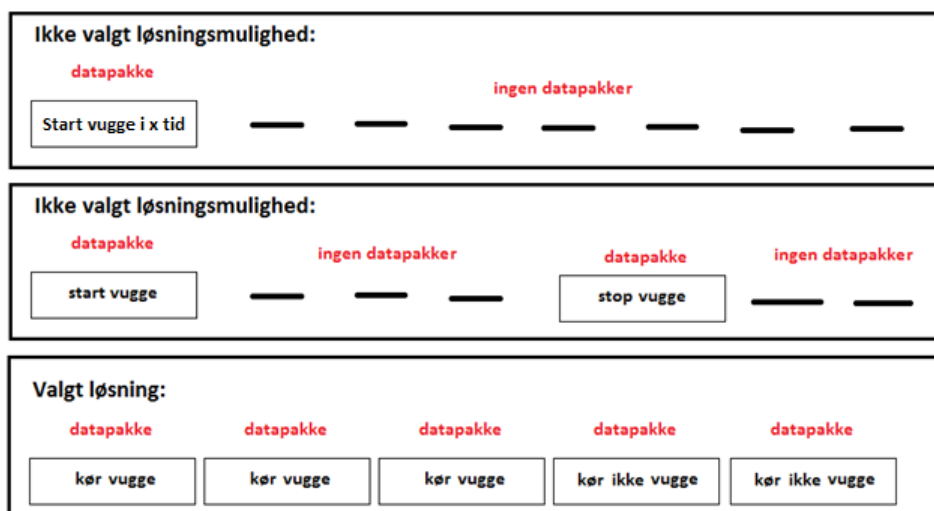 Ikke valgt løsningsmulighed:
datapakke
ingen datapakker
Start vugge i x tid
Ikke valgt løsningsmulighed:
datapakke
ingen datapakker
datapakke
ingen datapakker
start vugge
stop vugge
Valgt løsning:
datapakke datapakke datapakke datapakke datapakke
kør vugge kør vugge kør vugge kør ikke vugge kør ikke vugge